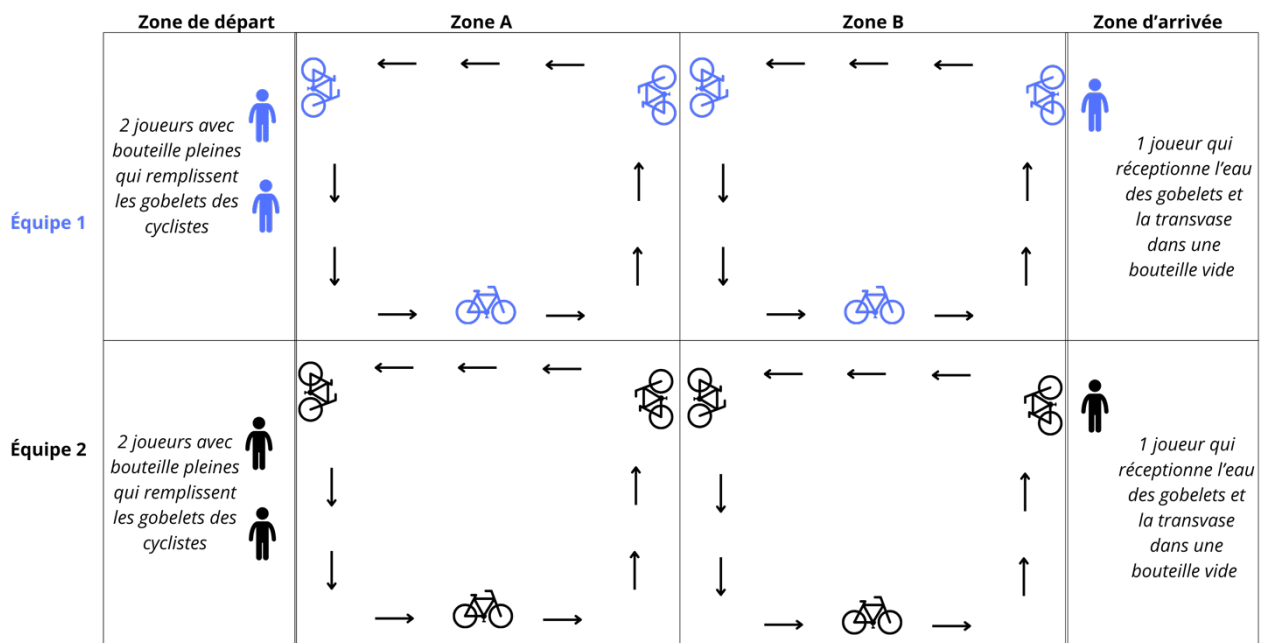 Zone de départ
Zone A
Zone B
Zone d’arrivée
Équipe 1
2 joueurs avec
bouteille pleines
qui remplissent
les gobelets des
cyclistes
1 joueur qui
réceptionne l’eau
des gobelets et
la transvase
dans une
bouteille vide
Équipe 2
2 joueurs avec
bouteille pleines
qui remplissent
les gobelets des
cyclistes
1 joueur qui
réceptionne l’eau
des gobelets et
la transvase
dans une
bouteille vide